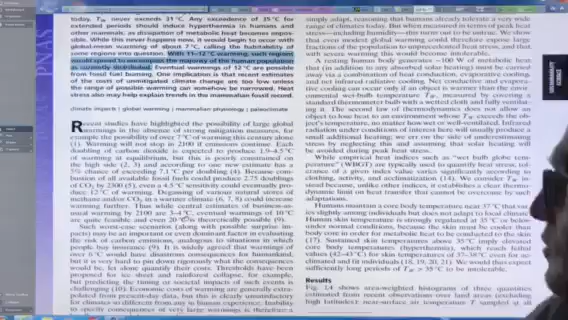 today, Tw never exceeds 31 °C. Any exceedence of 35 °C for
extended periods should induce hyperthermia in humans and
other mammals, as dissipation of metabolic heat becomes impos-
sible. While this never happens now, it would begin to occur with
global-mean warming of about 7 °C, calling the habitability of
some regions into question. With 11–12 °C warming, such regions
would spread to encompass the majority of the human population
as currently distributed. Eventual warmings of 12 °C are possible
from fossil fuel burning. One implication is that recent estimates
of the costs of unmitigated climate change are too low unless
the range of possible warming can somehow be narrowed. Heat
stress also may help explain trends in the mammalian fossil record.
climate impacts | global warming | mammalian physiology | paleoclimate
Recent studies have highlighted the possibility of large global
warmings in the absence of strong mitigation measures, for
example the possibility of over 7 °C of warming this century alone
(1). Warming will not stop in 2100 if emissions continue. Each
doubling of carbon dioxide is expected to produce 1.9–4.5 °C
of warming at equilibrium, but this is poorly constrained on
the high side (2, 3) and according to one new estimate has a
5% chance of exceeding 7.1 °C per doubling (4). Because com-
bustion of all available fossil fuels could produce 2.75 doublings
of CO2 by 2300 (5), even a 4.5 °C sensitivity could eventually pro-
duce 12 °C of warming. Degassing of various natural stores of
methane and/or CO2 in a warmer climate (6, 7, 8) could increase
warming further. Thus while central estimates of business-as-
usual warming by 2100 are 3–4 °C, eventual warmings of 10 °C
are quite feasible and even 20 °C is theoretically possible (9).
Such worst-case scenarios (along with possible surprise im-
pacts) may be an important or even dominant factor in evaluating
the risk of carbon emissions, analogous to situations in which
people buy insurance (9). It is widely agreed that warmings of
over 6 °C would have disastrous consequences for humankind,
but it is very hard to pin down rigorously what the consequences
would be, let alone quantify their costs. Thresholds have been
proposed for ice sheet and rainforest collapse, for example,
but predicting the timing or societal impacts of such events is
challenging (10). Economic costs of warming are generally extra-
polated from present-day data, but this is clearly unsatisfactory
for climates so different from any in human experience. Inability
to specify consequences of very large warmings is therefore a
PNAS
simply adapt, reasoning that humans already tolerate a very wide
range of climates today. But when measured in terms of peak heat
stress—including humidity—this turns out to be untrue. We show
that even modest global warming could therefore expose large
fractions of the population to unprecedented heat stress, and that
with severe warming this would become intolerable.
A resting human body generates ~100 W of metabolic heat
that (in addition to any absorbed solar heating) must be carried
away via a combination of heat conduction, evaporative cooling,
and net infrared radiative cooling. Net conductive and evapora-
tive cooling can occur only if an object is warmer than the environ-
mental wet-bulb temperature Tw, measured by covering a
standard thermometer bulb with a wetted cloth and fully ventilat-
ing it. The second law of thermodynamics does not allow an
object to lose heat to an environment whose Tw exceeds the ob-
ject's temperature, no matter how wet or well-ventilated. Infrared
radiation under conditions of interest here will usually produce a
small additional heating; we err on the side of underestimating
stress by neglecting this and assuming that solar heating will
be avoided during peak heat stress.
While empirical heat indices such as "wet bulb globe tem-
perature" (WBGT) are typically used to quantify heat stress, tol-
erance of a given index value varies significantly according to
clothing, activity, and acclimatization (14). We consider Tw in-
stead because, unlike other indices, it establishes a clear thermo-
dynamic limit on heat transfer that cannot be overcome by such
adaptations.
Humans maintain a core body temperature near 37 °C that var-
ies slightly among individuals but does not adapt to local climate.
Human skin temperature is strongly regulated at 35 °C or below
under normal conditions, because the skin must be cooler than
body core in order for metabolic heat to be conducted to the skin
(17). Sustained skin temperatures above 35 °C imply elevated
core body temperatures (hyperthermia), which reach lethal
values (42–43 °C) for skin temperatures of 37–38 °C even for ac-
climated and fit individuals (18, 19, 20, 21). We would thus expect
sufficiently long periods of Tw > 35 °C to be intolerable.
Results
Fig. 1A shows area-weighted histograms of three quantities
estimated from recent observations over land areas (excluding
high latitudes): near-surface air temperature T sampled at all